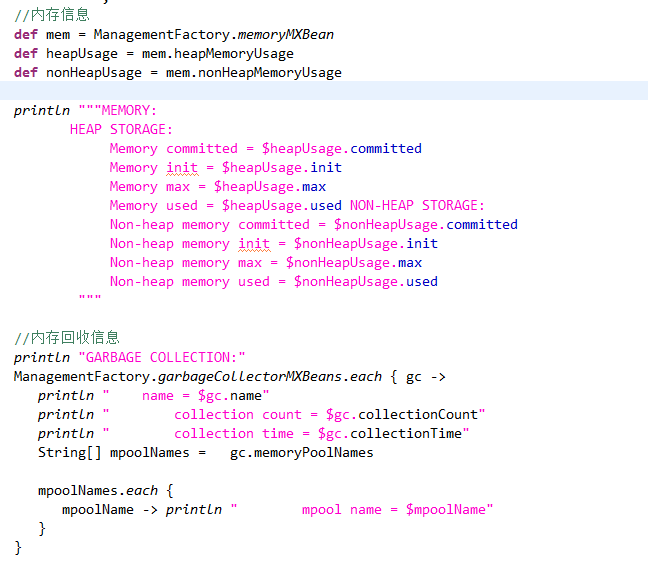 //内存信息
def mem = ManagementFactory.memoryMXBean
def heapUsage = mem.heapMemoryUsage
def nonHeapUsage = mem.nonHeapMemoryUsage
println """MEMORY:
HEAP STORAGE:
Memory committed = $heapUsage.committed
Memory init = $heapUsage.init
Memory max = $heapUsage.max
Memory used = $heapUsage.used NON-HEAP STORAGE:
Non-heap memory committed = $nonHeapUsage.committed
Non-heap memory init = $nonHeapUsage.init
Non-heap memory max = $nonHeapUsage.max
Non-heap memory used = $nonHeapUsage.used
"""
//内存回收信息
println "GARBAGE COLLECTION:"
ManagementFactory.garbageCollectorMXBeans.each { gc ->
println "    name = $gc.name"
println "        collection count = $gc.collectionCount"
println "        collection time = $gc.collectionTime"
String[] mpoolNames =   gc.memoryPoolNames
mpoolNames.each {
mpoolName -> println "        mpool name = $mpoolName"
}
}